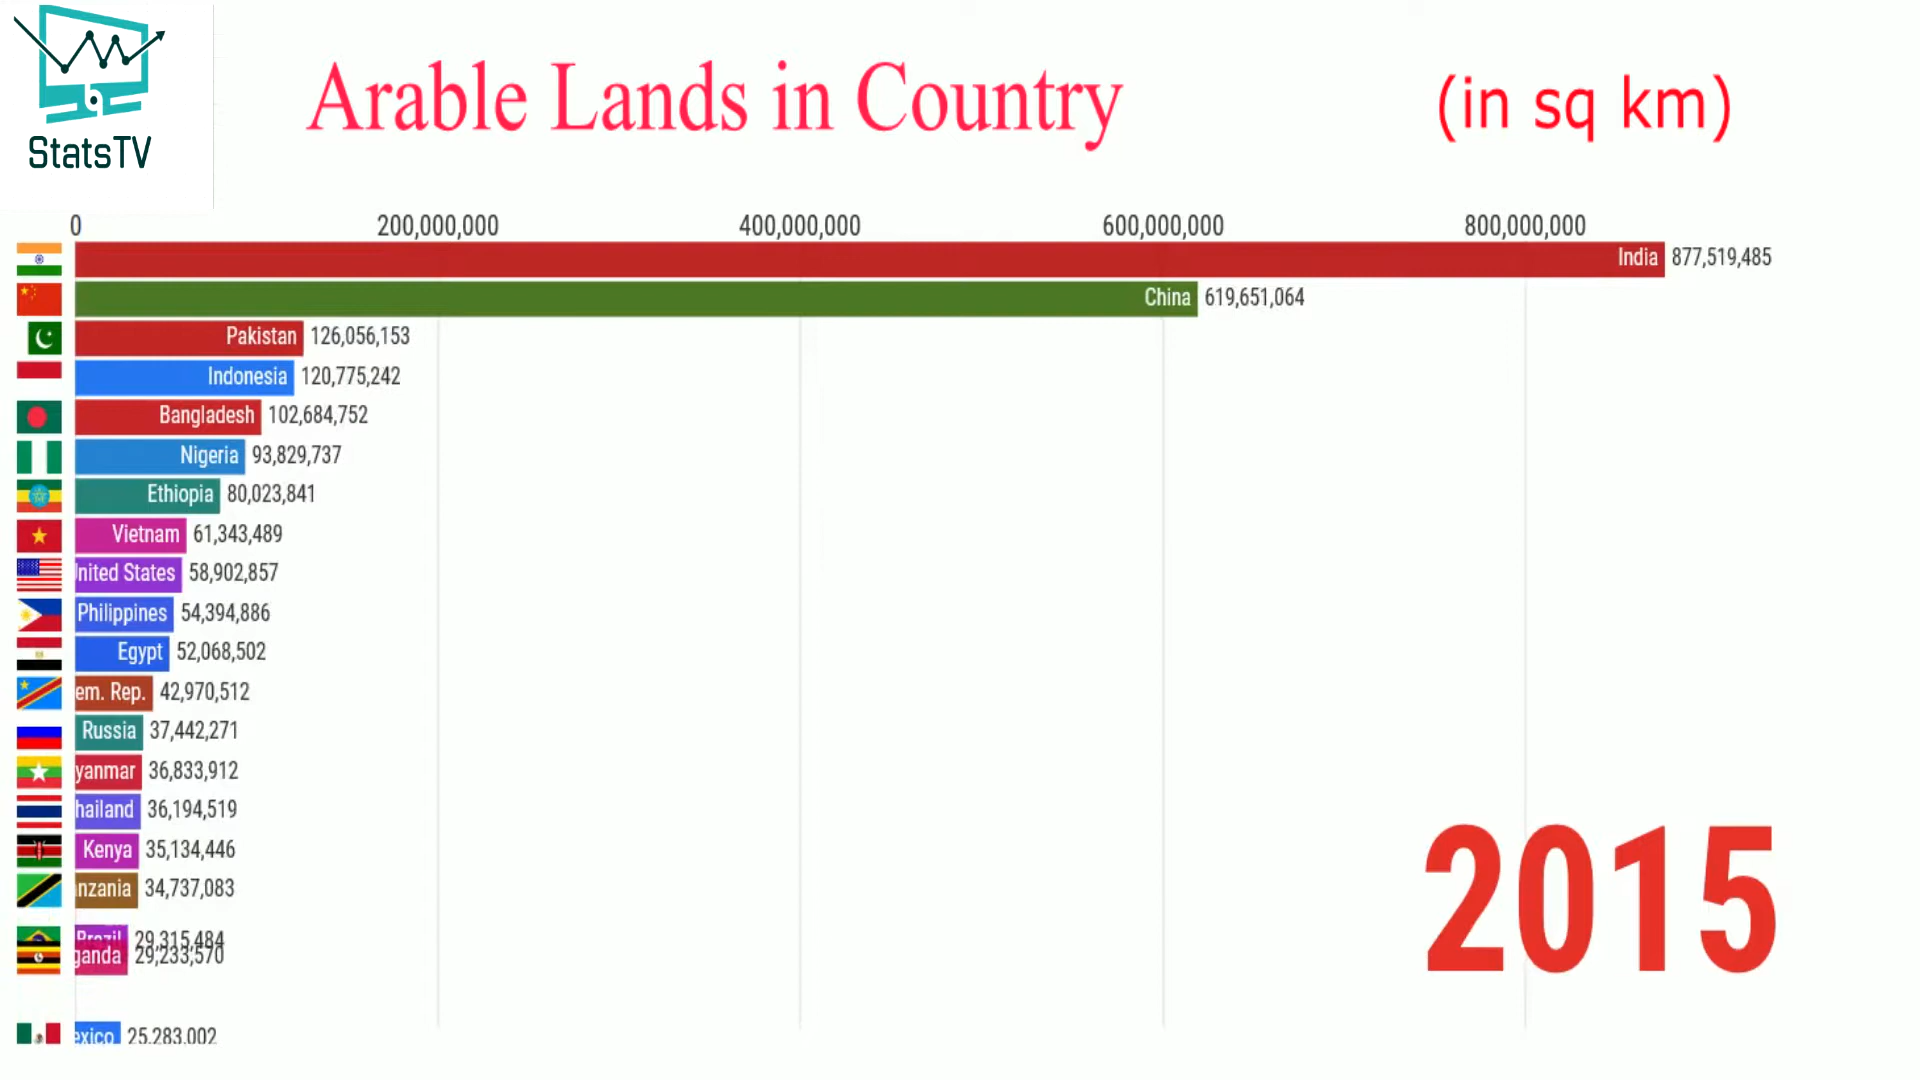 StatsTV
Arable Lands in Country (in sq km)
0 200,000,000 400,000,000 600,000,000 800,000,000
India 877,519,485
China 619,651,064
Pakistan 126,056,153
Indonesia 120,775,242
Bangladesh 102,684,752
Nigeria 93,829,737
Ethiopia 80,023,841
Vietnam 61,343,489
United States 58,902,857
Philippines 54,394,886
Egypt 52,068,502
em. Rep. 42,970,512
Russia 37,442,271
yanmar 36,833,912
hailand 36,194,519
Kenya 35,134,446
nzania 34,737,083
Brazil 29,315,484
ganda 29,233,570
exico 25,283,002
2015